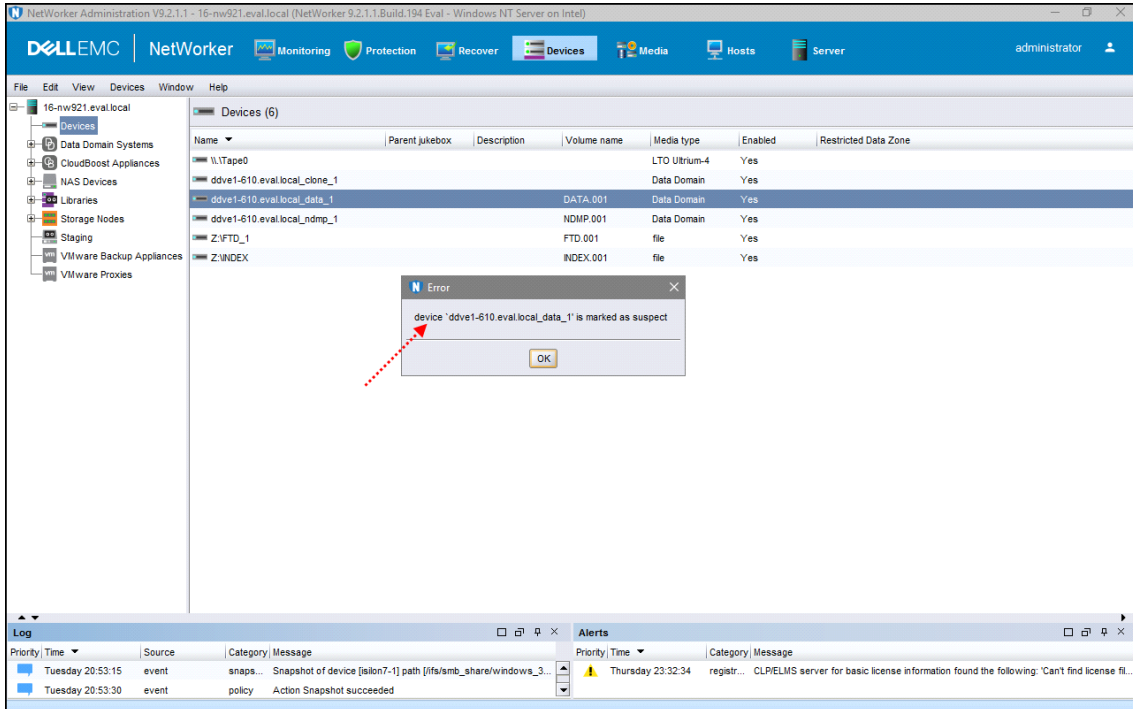 NetWorker Administration V9.2.1.1 - 16-nw921.eval.local (NetWorker 9.2.1.1.Build.194 Eval - Windows NT Server on Intel)
DELLEMC NetWorker Monitoring Protection Recover Devices Media Hosts Server administrator
File Edit View Devices Window Help
16-nw921.eval.local
Devices
Data Domain Systems
CloudBoost Appliances
NAS Devices
Libraries
Storage Nodes
Staging
VMware Backup Appliances
VMware Proxies
Devices (6)
Name Parent jukebox Description Volume name Media type Enabled Restricted Data Zone
\\.\Tape0 LTO Ultrium-4 Yes
ddve1-610.eval.local_clone_1 Data Domain Yes
ddve1-610.eval.local_data_1 DATA.001 Data Domain Yes
ddve1-610.eval.local_ndmp_1 NDMP.001 Data Domain Yes
Z:\FTD_1 FTD.001 file Yes
Z:\INDEX INDEX.001 file Yes
Error
device `ddve1-610.eval.local_data_1' is marked as suspect
OK
Log
Priority Time Source Category Message
Tuesday 20:53:15 event snaps... Snapshot of device [isilon7-1] path [/ifs/smb_share/windows_3...
Tuesday 20:53:30 event policy Action Snapshot succeeded
Alerts
Priority Time Category Message
Thursday 23:32:34 registr... CLP/ELMS server for basic license information found the following: 'Can't find license fil...